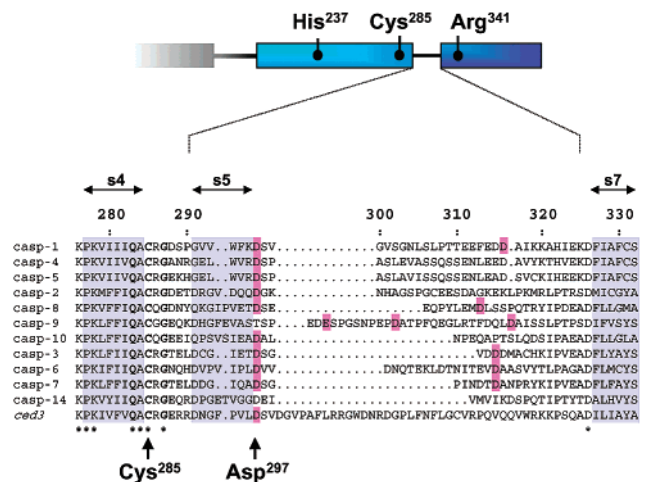 His237 Cys285 Arg341
s4 s5 s7
280 290 300 310 320 330
casp-1 KPKVIIIQACRGDSPGVV..WFKDSV............GVSGNLSLPTTEEFEDD.AIKKAHIEKDFIAFCS
casp-4 KPKVIIVQACRGANRGEL..WVRDSP............ASLEVASSQSSENLEED.AVYKTHVEKDFIAFCS
casp-5 KPKVIIVQACRGEKHGEL..WVRDSP............ASLAVISSQSSENLEAD.SVCKIHEEKDFIAFCS
casp-2 KPKMFFIQACRGDETDRGV.DQQDGK............NHAGSPGCEESDAGKEKLPKMRLPTRSDMICGYA
casp-8 KPKVFFIQACQGDNYQKGIPVETDSE..................EQPYLEMDLSSPQTRYIPDEADFLLGMA
casp-9 KPKLFFIQACGGEQKDHGFEVASTSP.....EDESPGSNPEPDATPFQEGLRTFDQLDAISSLPTPSDIFVSYS
casp-10 KPKLFFIQACQGEEIQPSVSIEADAL......................NPEQAPTSLQDSIPAEADFLLGLA
casp-3 KPKLFIIQACRGTELDCG.IETDSG........................VDDDMACHKIPVEADFLYAYS
casp-6 KPKIFIIQACRGNQHDVPV.IPLDVV.............DNQTEKLDTNITEVDAASVYTLPAGADFLMCYS
casp-7 KPKLFFIQACRGTELDDG.IQADSG......................PINDTDANPRYKIPVEADFLFAYS
casp-14 KPKVYIIQACRGEQRDPGETVGGDEI.....................VMVIKDSPQTIPTYTDALHVYS
ced3 KPKIVFVQACRGERRDNGF.PVLDSVDGVPAFLRRGWDNRDGPLFNFLGCVRPQVQQVWRKKPSQADILIAYA
**** *** * *
Cys285 Asp297